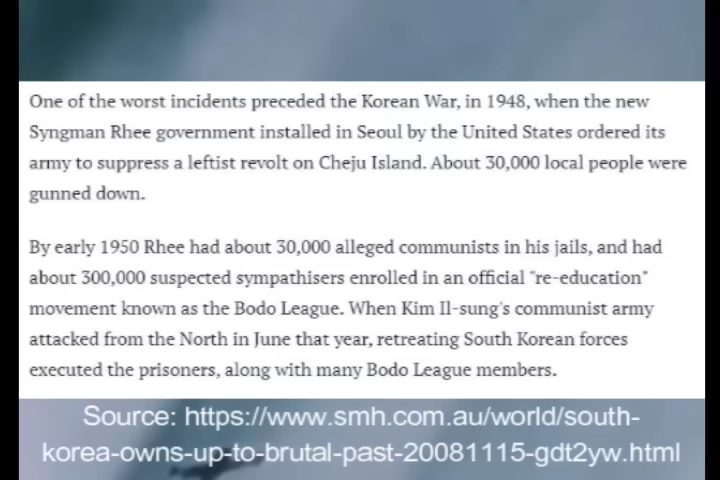 One of the worst incidents preceded the Korean War, in 1948, when the new
Syngman Rhee government installed in Seoul by the United States ordered its
army to suppress a leftist revolt on Cheju Island. About 30,000 local people were
gunned down.
By early 1950 Rhee had about 30,000 alleged communists in his jails, and had
about 300,000 suspected sympathisers enrolled in an official "re-education"
movement known as the Bodo League. When Kim Il-sung's communist army
attacked from the North in June that year, retreating South Korean forces
executed the prisoners, along with many Bodo League members.
Source: https://www.smh.com.au/world/south-
korea-owns-up-to-brutal-past-20081115-gdt2yw.html